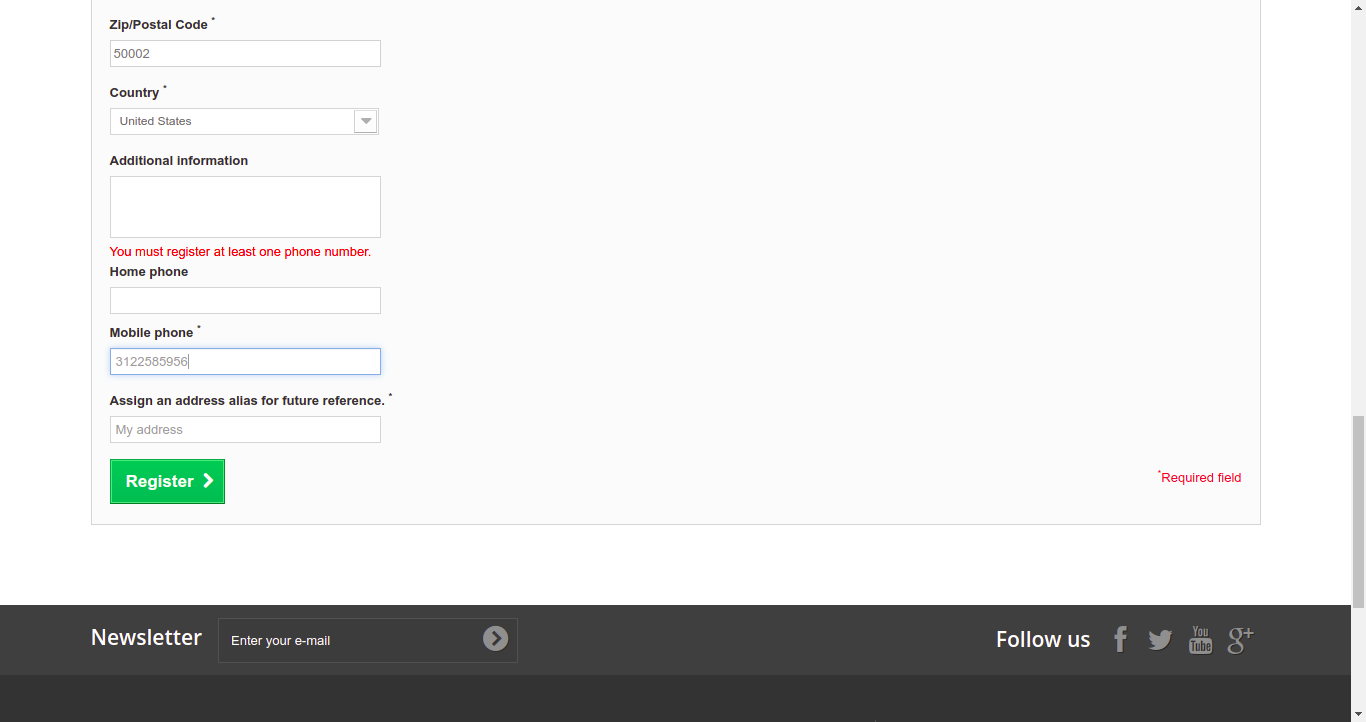 Zip/Postal Code *
50002
Country *
United States
Additional information
You must register at least one phone number.
Home phone
Mobile phone *
3122585956
Assign an address alias for future reference. *
My address
Register
*Required field
Newsletter
Enter your e-mail
Follow us
You
Tube